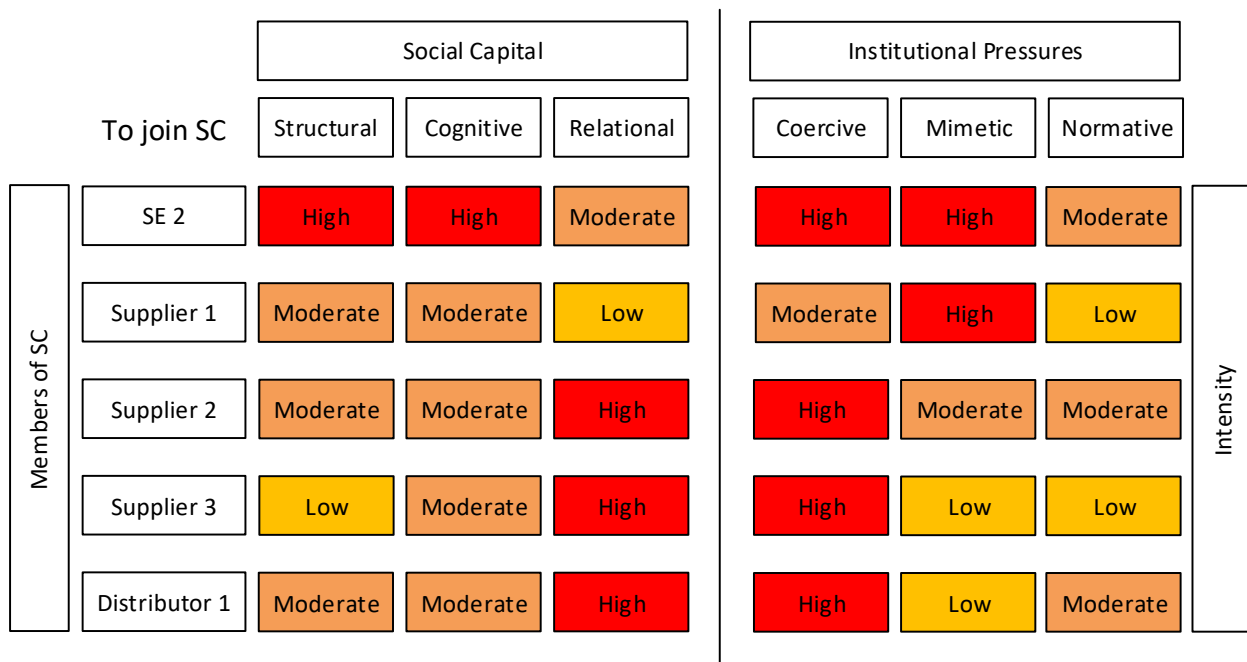 Social Capital Institutional Pressures
To join SC Structural Cognitive Relational Coercive Mimetic Normative
Members of SC
SE 2 High High Moderate High High Moderate
Supplier 1 Moderate Moderate Low Moderate High Low
Supplier 2 Moderate Moderate High High Moderate Moderate
Supplier 3 Low Moderate High High Low Low
Distributor 1 Moderate Moderate High High Low Moderate
Intensity